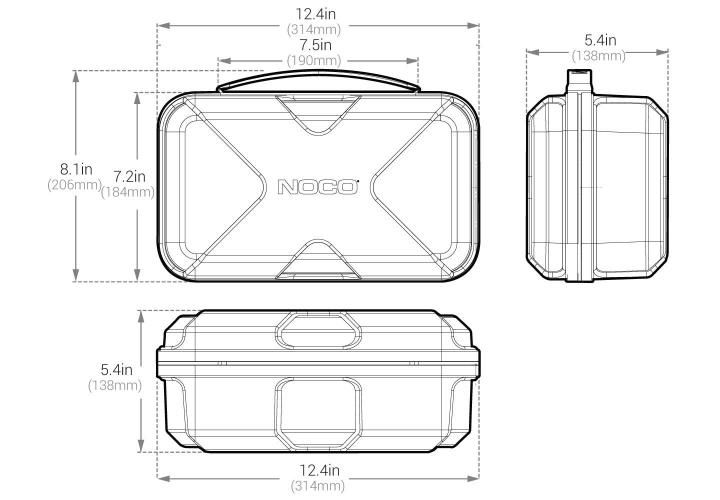 12.4in
(314mm)
7.5in
(190mm)
5.4in
(138mm)
8.1in
(206mm)
7.2in
(184mm)
NOCO
5.4in
(138mm)
12.4in
(314mm)